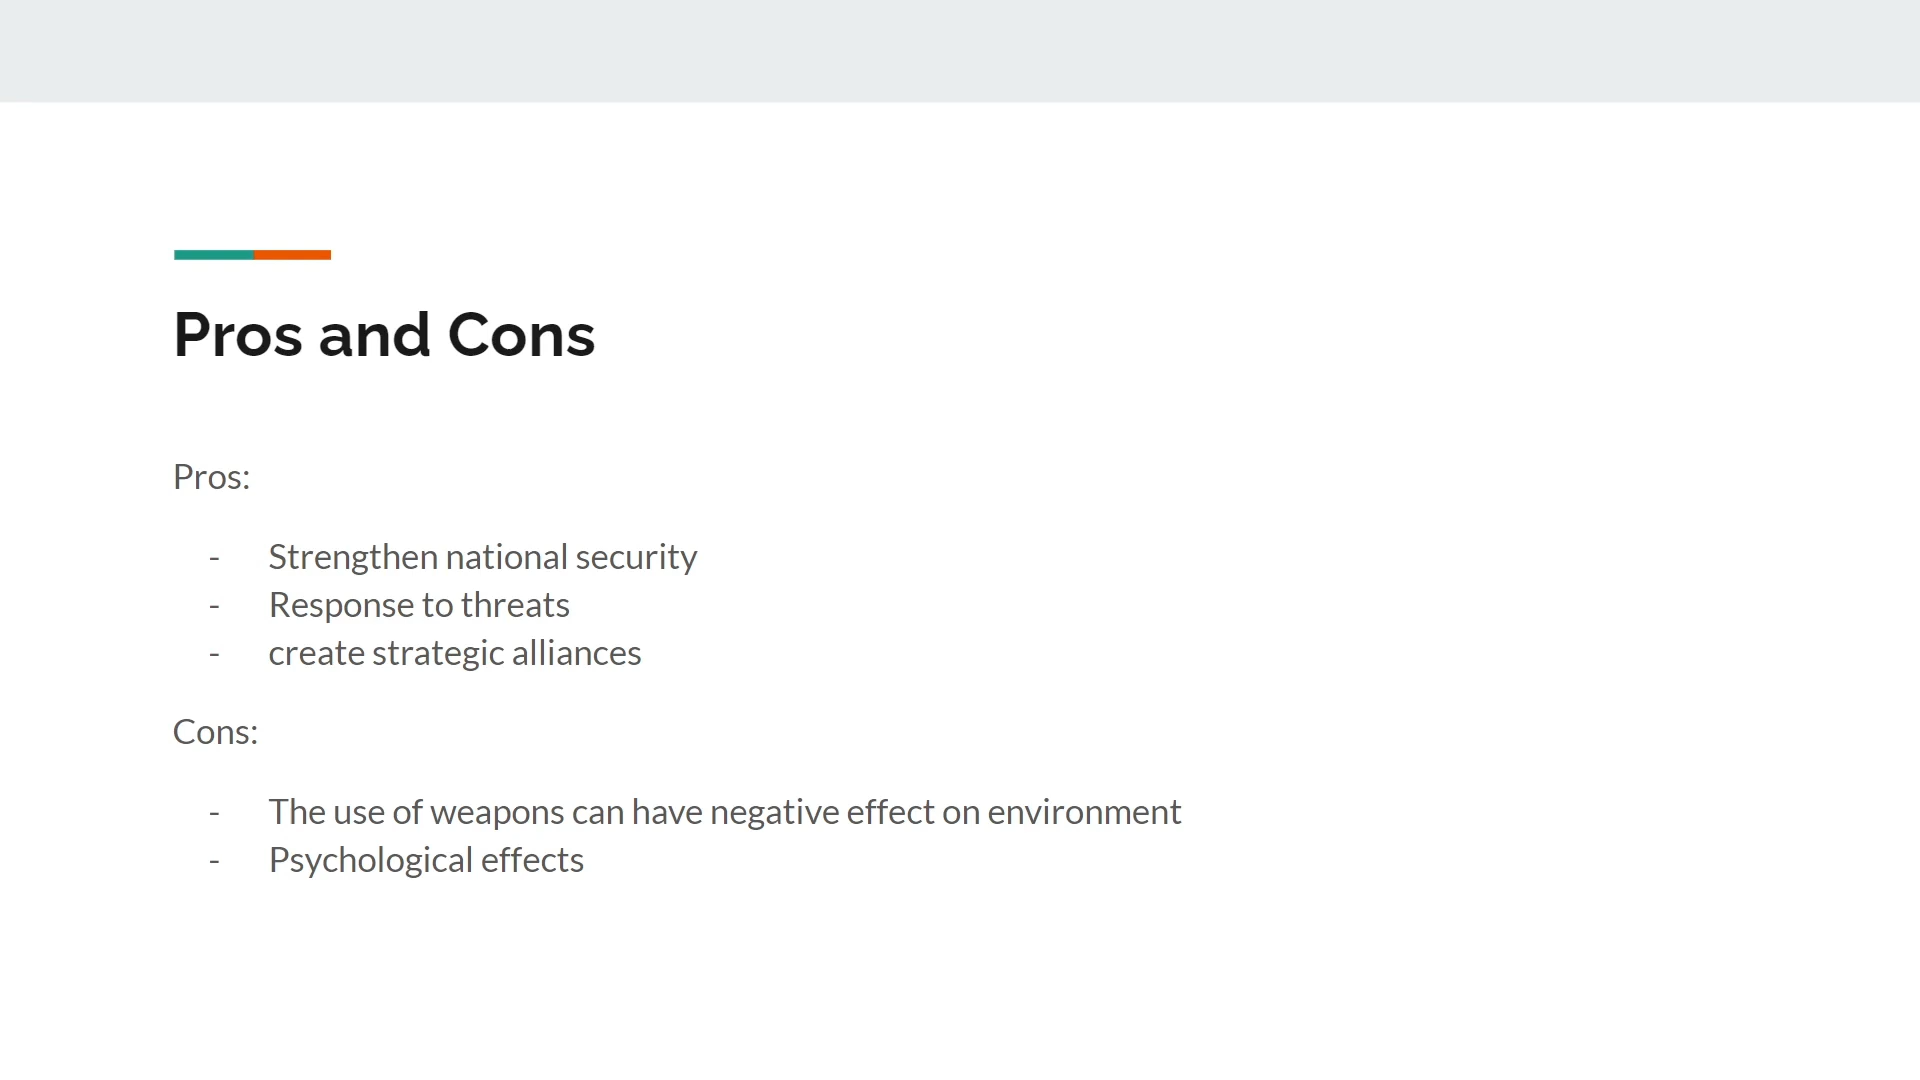 Pros and Cons
Pros:
- Strengthen national security
- Response to threats
- create strategic alliances
Cons:
- The use of weapons can have negative effect on environment
- Psychological effects